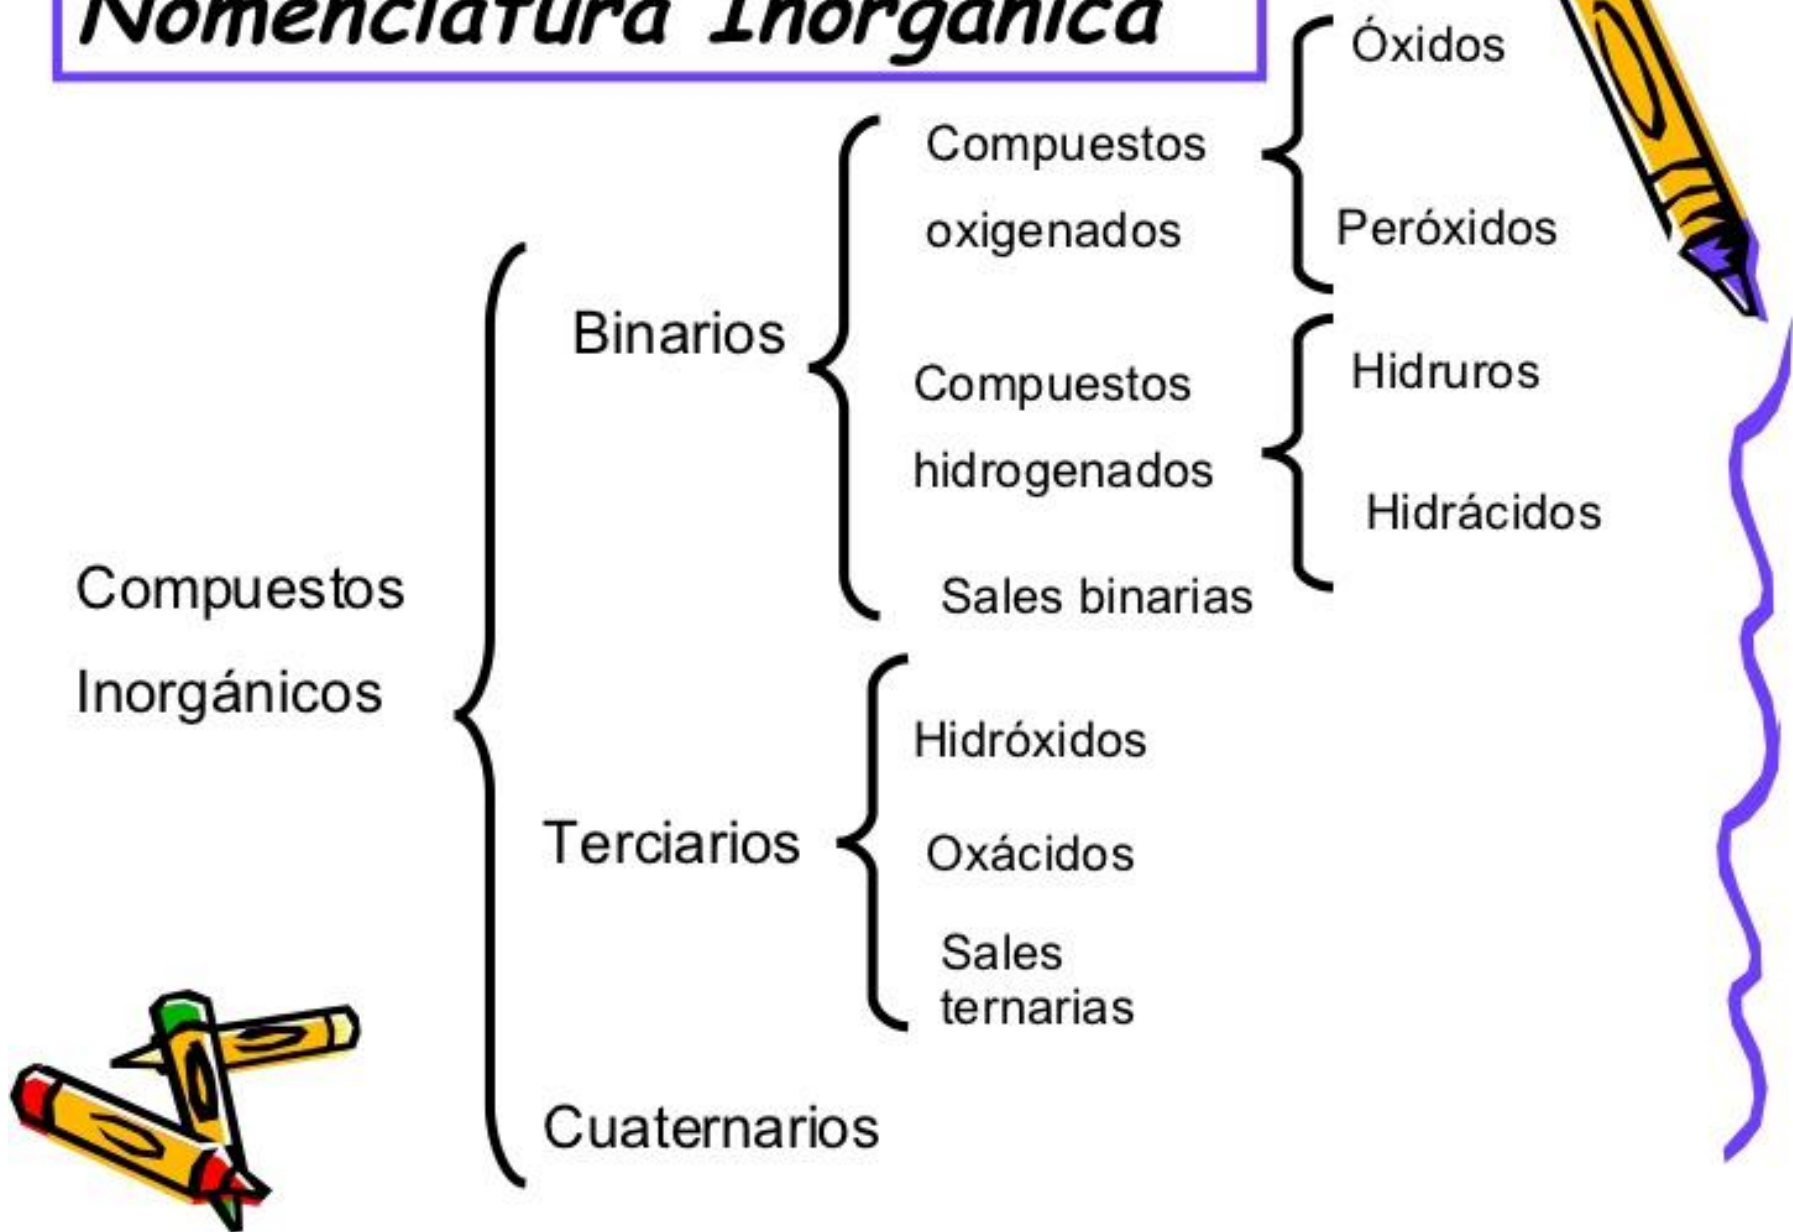 Nomenclatura Inorgánica
Óxidos
Compuestos
oxigenados
Peróxidos
Binarios
Compuestos
hidrogenados
Hidruros
Hidrácidos
Sales binarias
Compuestos
Inorgánicos
Hidróxidos
Terciarios
Oxácidos
Sales
ternarias
Cuaternarios